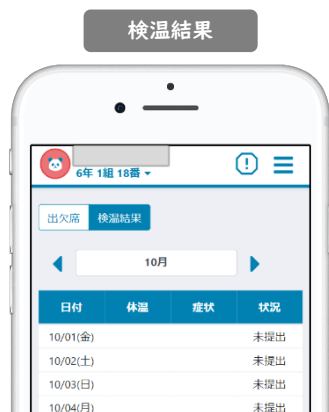 検温結果
6年 1組 18番
出欠席 検温結果
10月
日付 体温 症状 状況
10/01(金) 未提出
10/02(土) 未提出
10/03(日) 未提出
10/04(月) 未提出